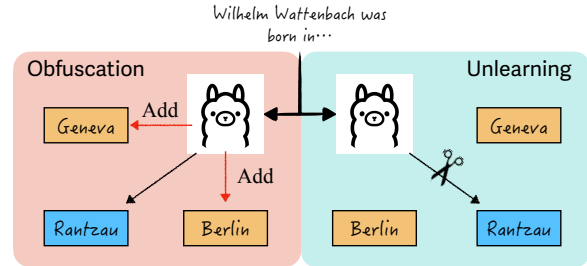 Wilhelm Wattenbach was
born in...
Obfuscation
Unlearning
Geneva
Add
Geneva
Add
Rantzau
Berlin
Berlin
Rantzau